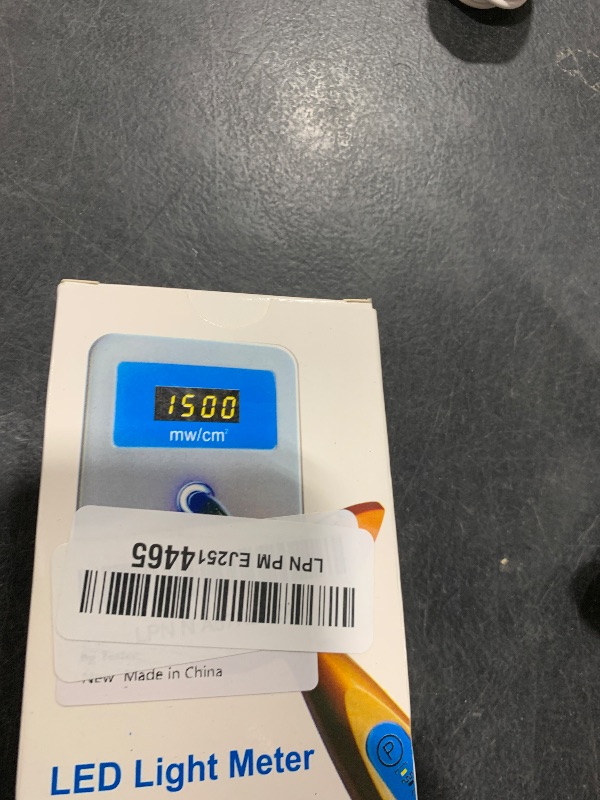 1500
mw/cm²
LPN PM EJ2514465
New Made in China
LED Light Meter
P